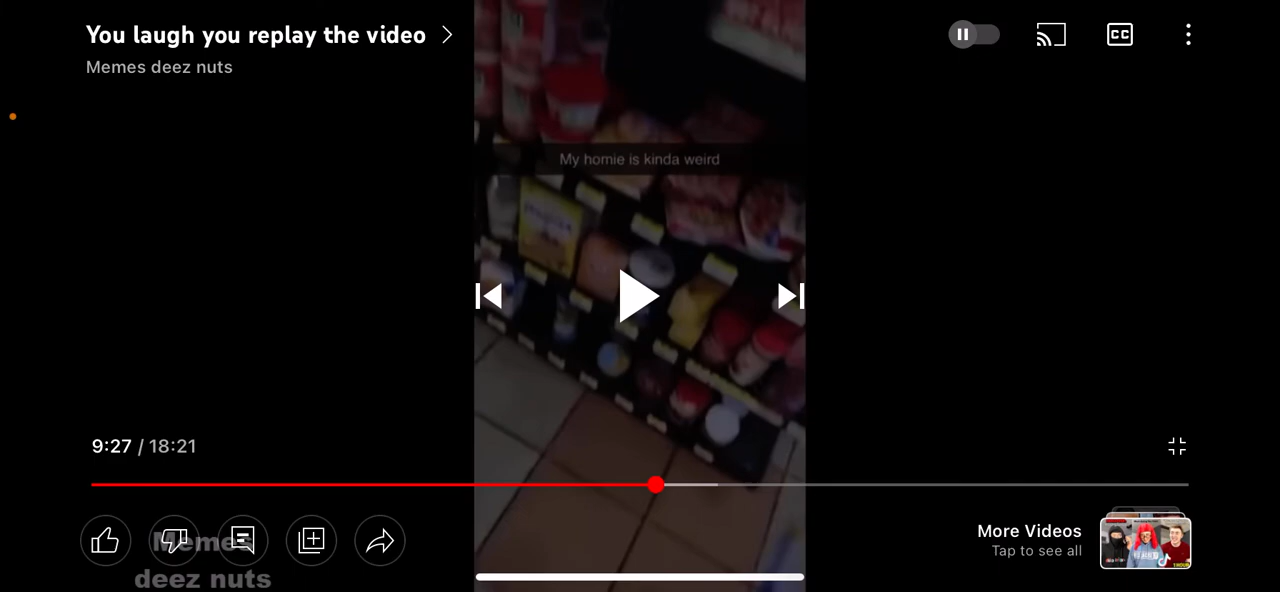 You laugh you replay the video
Memes deez nuts
CC
My homie is kinda weird
9:27 / 18:21
More Videos
Tap to see all
Memes
deez nuts